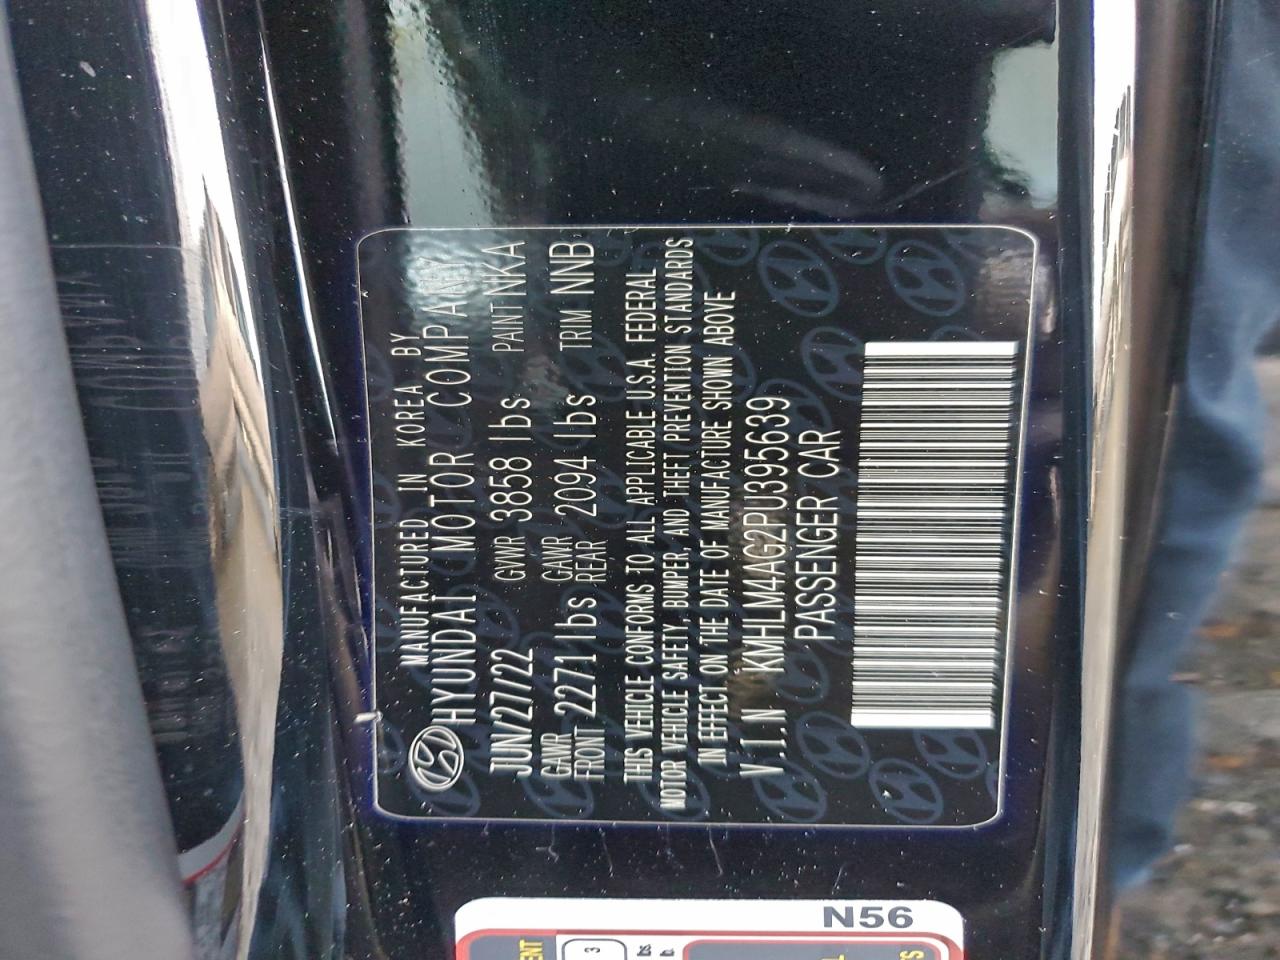 MANUFACTURED IN KOREA BY
HYUNDAI MOTOR COMPANY
JUN/27/22 GVWR 3858 lbs PAINT NKA
GAWR FRONT 2271 lbs GAWR REAR 2094 lbs TRIM NNB
THIS VEHICLE CONFORMS TO ALL APPLICABLE U.S.A. FEDERAL
MOTOR VEHICLE SAFETY, BUMPER, AND THEFT PREVENTION STANDARDS
IN EFFECT ON THE DATE OF MANUFACTURE SHOWN ABOVE
V.I.N KMHLM4AG2PU395639
PASSENGER CAR
N56
3